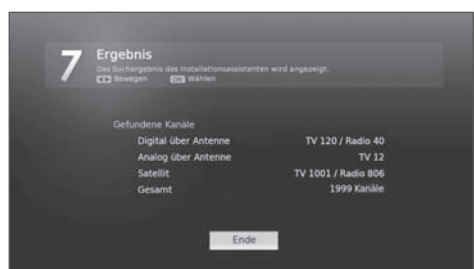 7
Ergebnis
Das Suchergebnis des Installationsassistenten wird angezeigt.
Bewegen OK Wählen
Gefundene Kanäle
Digital über Antenne TV 120 / Radio 40
Analog über Antenne TV 12
Satellit TV 1001 / Radio 806
Gesamt 1999 Kanäle
Ende